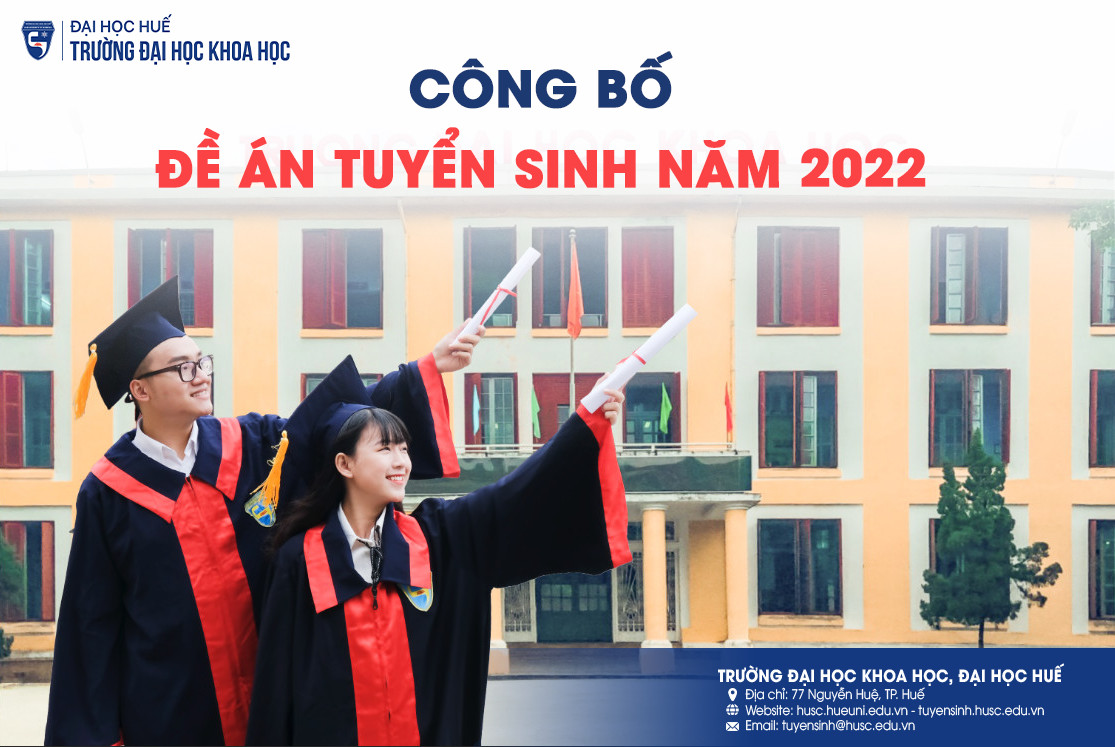 ĐẠI HỌC HUẾ
TRƯỜNG ĐẠI HỌC KHOA HỌC
CÔNG BỐ
ĐỀ ÁN TUYỂN SINH NĂM 2022
TRƯỜNG ĐẠI HỌC KHOA HỌC, ĐẠI HỌC HUẾ
Địa chỉ: 77 Nguyễn Huệ, TP. Huế
Website: husc.hueuni.edu.vn - tuyensinh.husc.edu.vn
Email: tuyensinh@husc.edu.vn